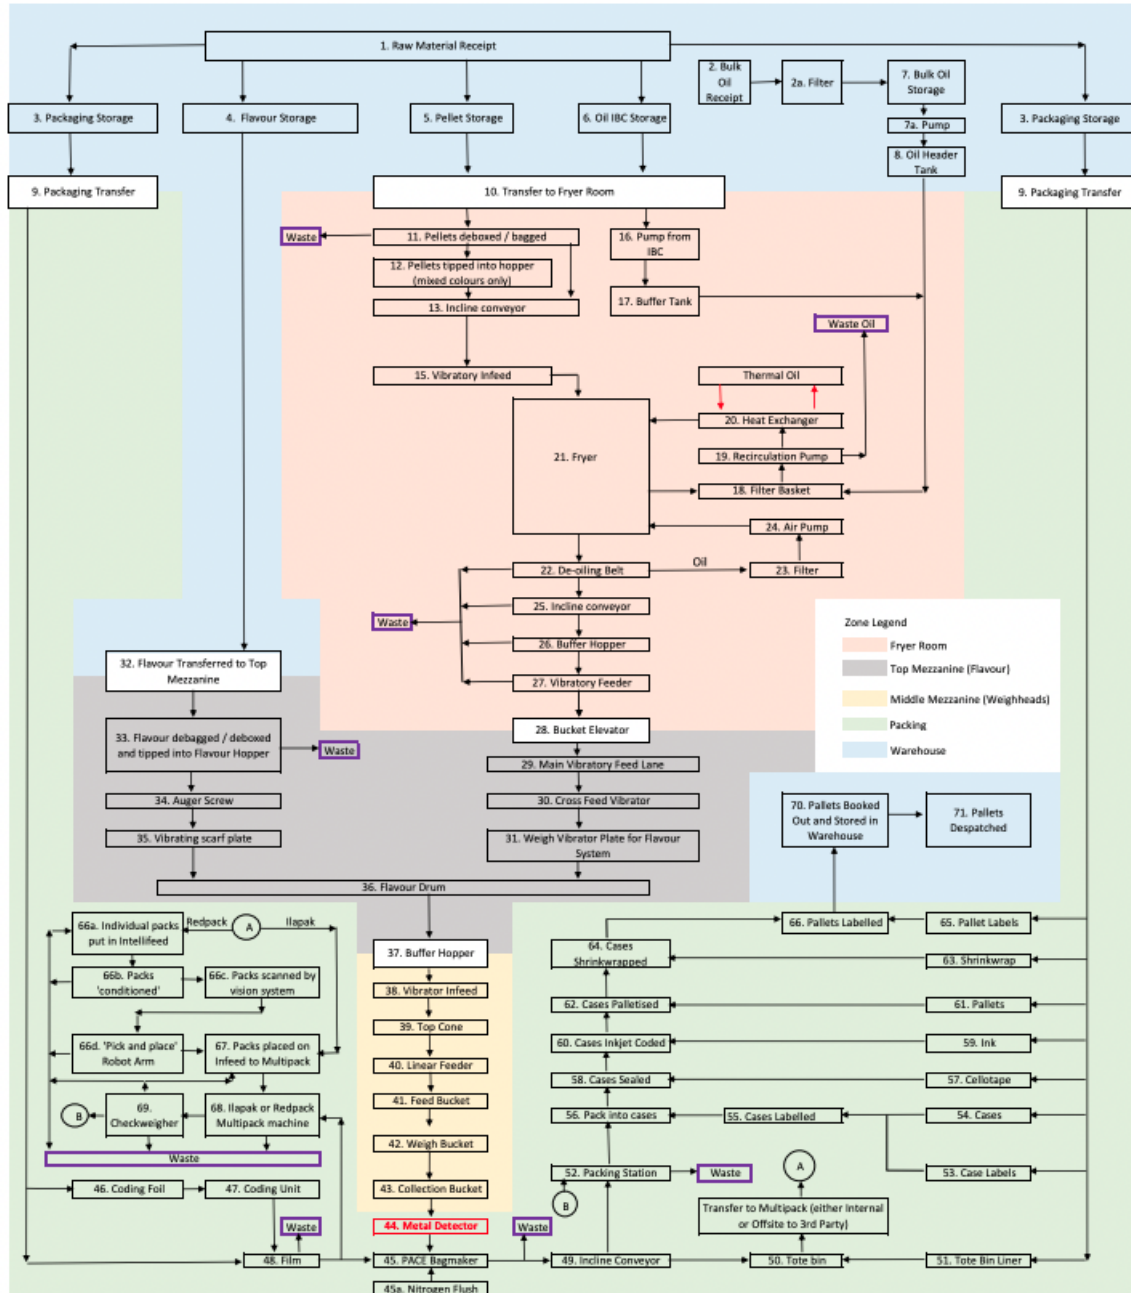 1. Raw Material Receipt
2. Bulk
Oil
Receipt
2a. Filter
7. Bulk Oil
Storage
3. Packaging Storage
4. Flavour Storage
5. Pellet Storage
6. Oil IBC Storage
7a. Pump
3. Packaging Storage
8. Oil Header
Tank
9. Packaging Transfer
10. Transfer to Fryer Room
9. Packaging Transfer
Waste
11. Pellets deboxed / bagged
16. Pump from
IBC
12. Pellets tipped into hopper
(mixed colours only)
13. Incline conveyor
17. Buffer Tank
Waste Oil
15. Vibratory Infeed
Thermal Oil
20. Heat Exchanger
21. Fryer
19. Recirculation Pump
18. Filter Basket
24. Air Pump
22. De-oiling Belt
Oil
23. Filter
25. Incline conveyor
Waste
26. Buffer Hopper
27. Vibratory Feeder
Zone Legend
Fryer Room
Top Mezzanine (Flavour)
Middle Mezzanine (Weighheads)
Packing
Warehouse
32. Flavour Transferred to Top
Mezzanine
28. Bucket Elevator
33. Flavour debagged / deboxed
and tipped into Flavour Hopper
Waste
29. Main Vibratory Feed Lane
34. Auger Screw
30. Cross Feed Vibrator
35. Vibrating scarf plate
31. Weigh Vibrator Plate for Flavour
System
70. Pallets Booked
Out and Stored in
Warehouse
71. Pallets
Despatched
36. Flavour Drum
66a. Individual packs
put in Intellifeed
Redpack
A
Ilapak
66. Pallets Labelled
65. Pallet Labels
37. Buffer Hopper
64. Cases
Shrinkwrapped
63. Shrinkwrap
66b. Packs
'conditioned'
66c. Packs scanned by
vision system
38. Vibrator Infeed
62. Cases Palletised
61. Pallets
39. Top Cone
66d. 'Pick and place'
Robot Arm
67. Packs placed on
Infeed to Multipack
60. Cases Inkjet Coded
59. Ink
40. Linear Feeder
58. Cases Sealed
57. Cellotape
41. Feed Bucket
B
69.
Checkweigher
68. Ilapak or Redpack
Multipack machine
56. Pack into cases
55. Cases Labelled
54. Cases
42. Weigh Bucket
Waste
52. Packing Station
Waste
A
53. Case Labels
46. Coding Foil
47. Coding Unit
43. Collection Bucket
B
Transfer to Multipack (either Internal
or Offsite to 3rd Party)
Waste
44. Metal Detector
Waste
48. Film
45. PACE Bagmaker
49. Incline Conveyor
50. Tote bin
51. Tote Bin Liner
45a. Nitrogen Flush